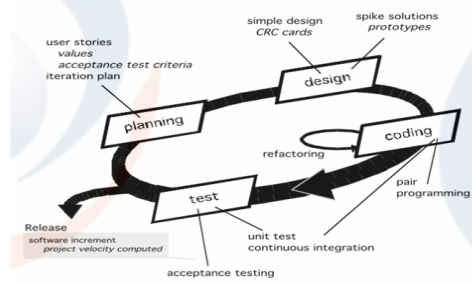 simple design
CRC cards
spike solutions
prototypes
user stories
values
acceptance test criteria
iteration plan
design
planning
coding
refactoring
test
pair
programming
Release
software increment
project velocity computed
unit test
continuous integration
acceptance testing